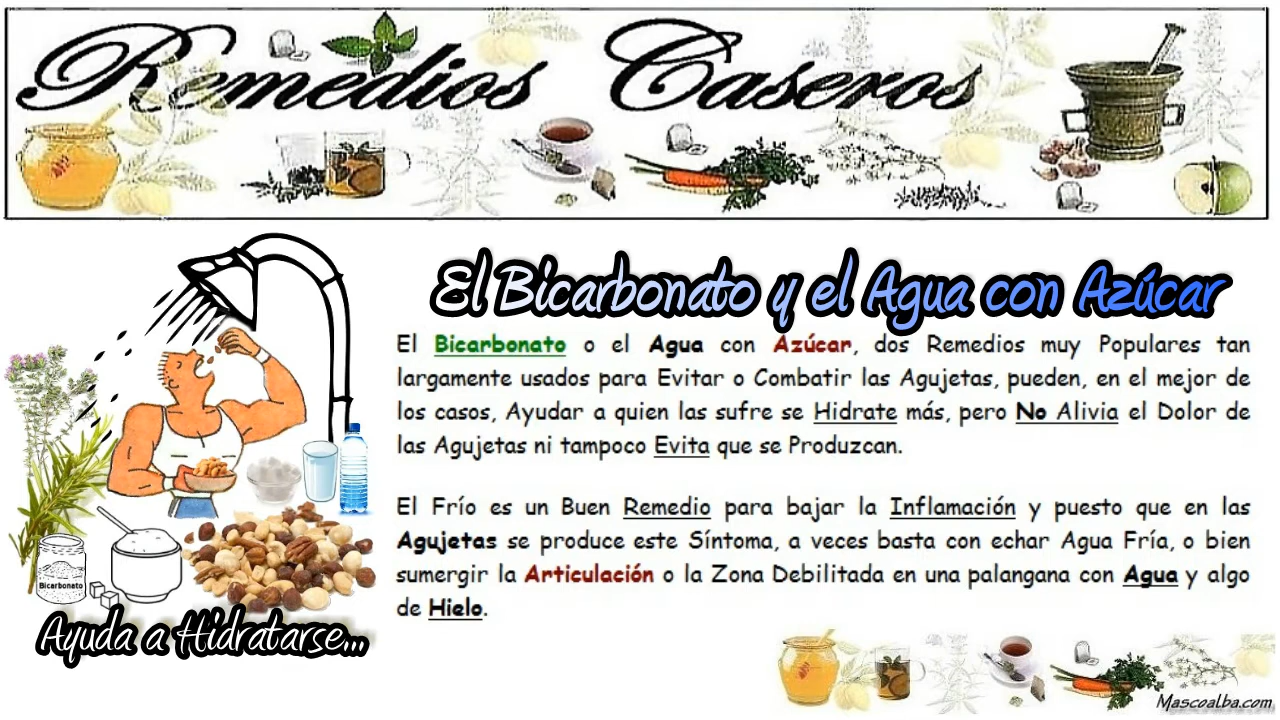 Remedios Caseros
El Bicarbonato y el Agua con Azúcar
El Bicarbonato o el Agua con Azúcar, dos Remedios muy Populares tan
largamente usados para Evitar o Combatir las Agujetas, pueden, en el mejor de
los casos, Ayudar a quien las sufre se Hidrate más, pero No Alivia el Dolor de
las Agujetas ni tampoco Evita que se Produzcan.
El Frío es un Buen Remedio para bajar la Inflamación y puesto que en las
Agujetas se produce este Síntoma, a veces basta con echar Agua Fría, o bien
sumergir la Articulación o la Zona Debilitada en una palangana con Agua y algo
de Hielo.
Bicarbonato
Ayuda a Hidratarse...
Mascoalba.com